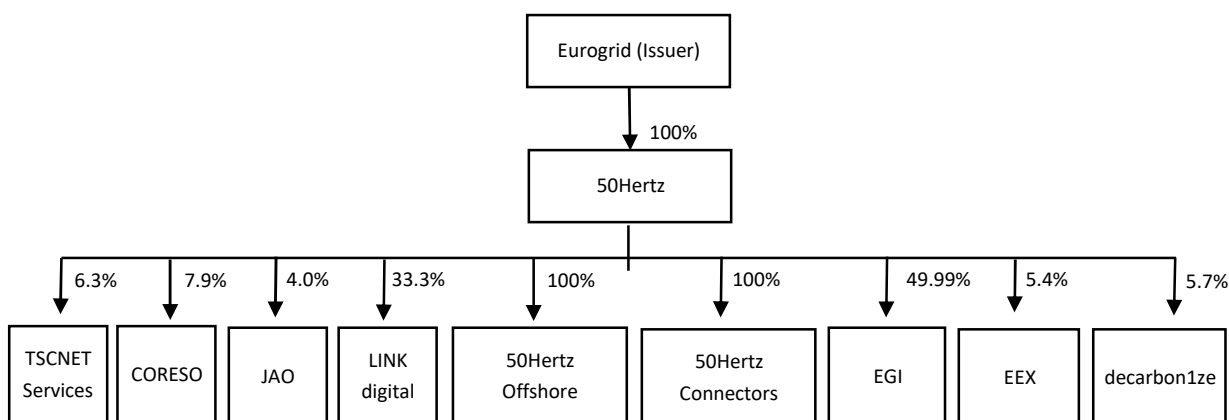 Eurogrid (Issuer)
100%
50Hertz
6.3%
7.9%
4.0%
33.3%
100%
100%
49.99%
5.4%
5.7%
TSCNET
Services
CORESO
JAO
LINK
digital
50Hertz
Offshore
50Hertz
Connectors
EGI
EEX
decarbon1ze